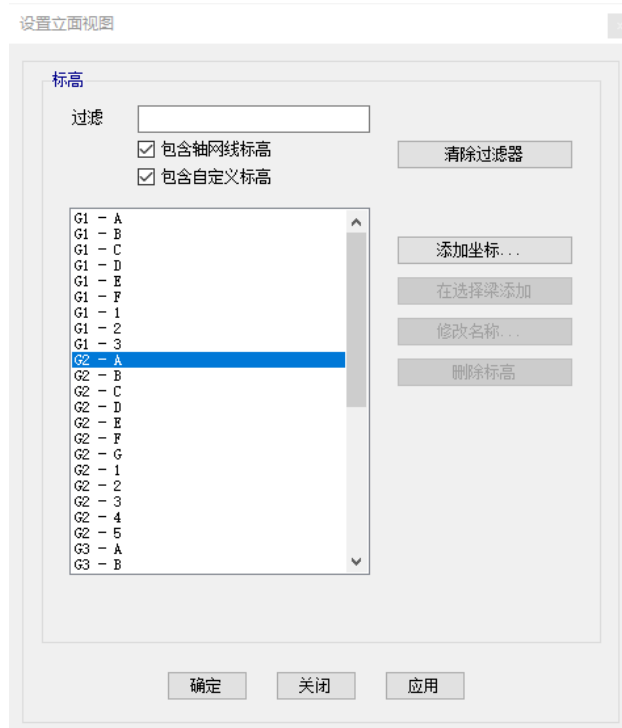 设置立面视图
标高
过滤
包含轴网线标高
清除过滤器
包含自定义标高
G1 - A
G1 - B
G1 - C
G1 - D
G1 - E
G1 - F
G1 - 1
G1 - 2
G1 - 3
G2 - A
G2 - B
G2 - C
G2 - D
G2 - E
G2 - F
G2 - G
G2 - 1
G2 - 2
G2 - 3
G2 - 4
G2 - 5
G3 - A
G3 - B
添加坐标...
在选择梁添加
修改名称...
删除标高
确定
关闭
应用